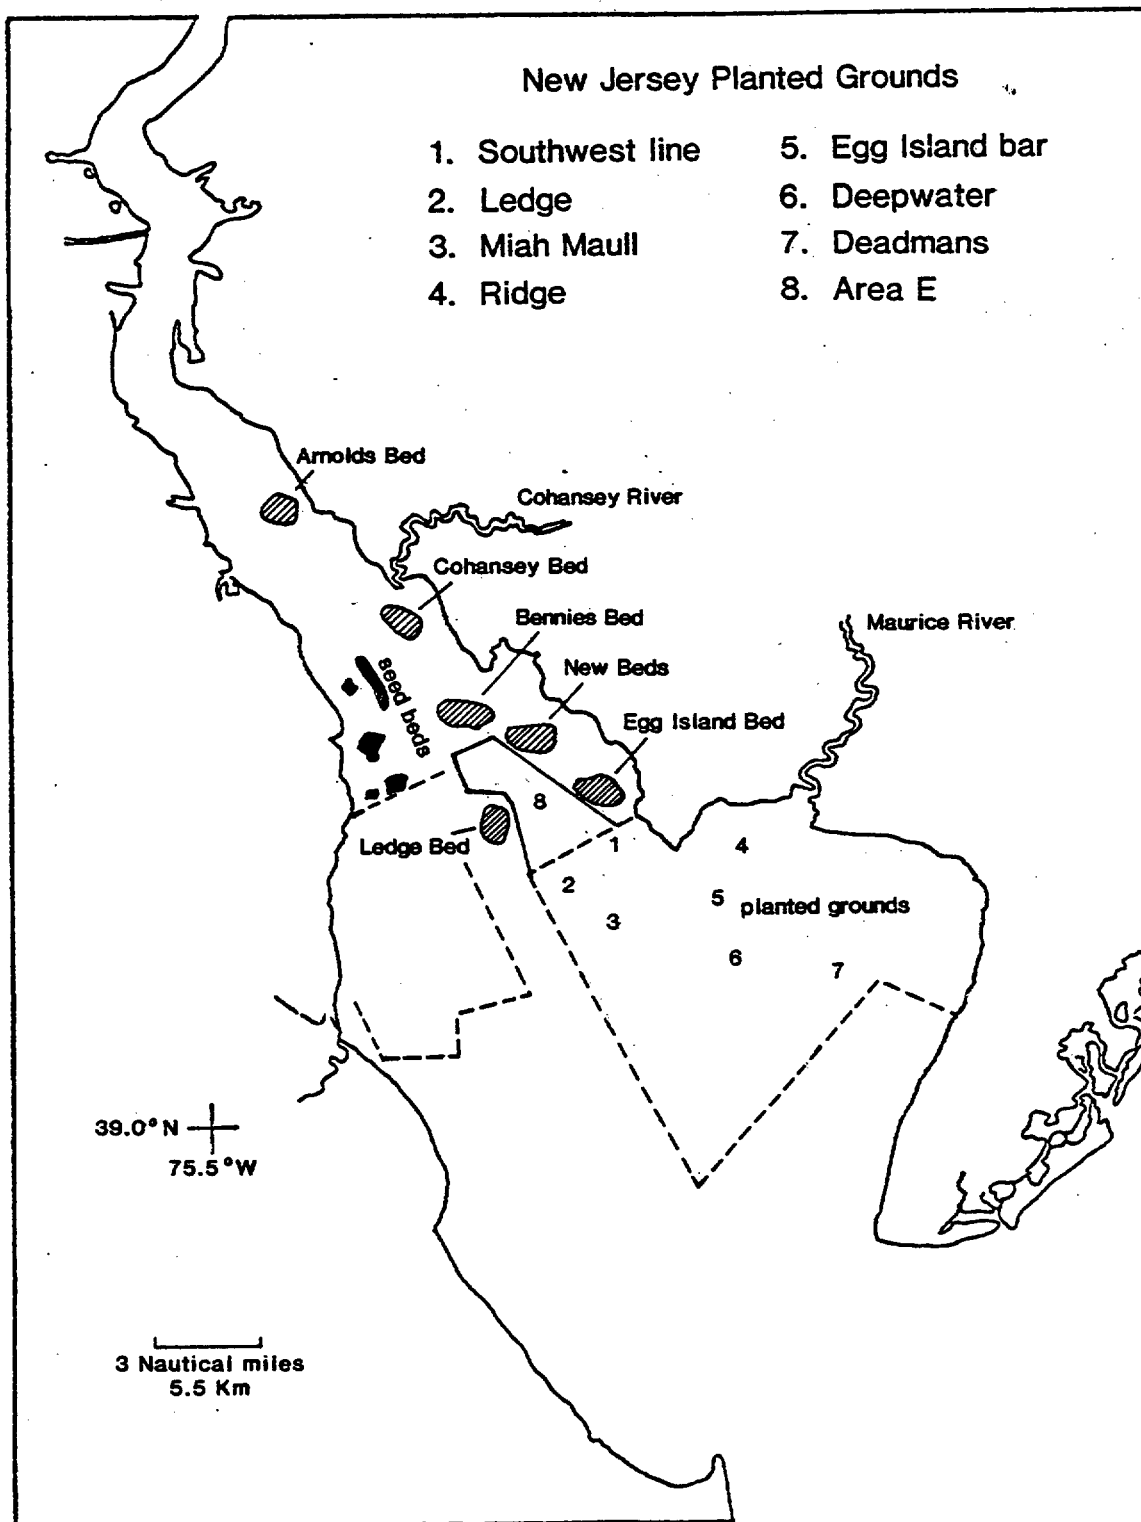 New Jersey Planted Grounds
1. Southwest line
2. Ledge
3. Miah Maull
4. Ridge
5. Egg Island bar
6. Deepwater
7. Deadmans
8. Area E
Arnolds Bed
Cohansey River
Cohansey Bed
Bennies Bed
Maurice River
New Beds
seed beds
Egg Island Bed
8
Ledge Bed
1
4
2
5 planted grounds
3
6
7
39.0°N
75.5°W
3 Nautical miles
5.5 Km